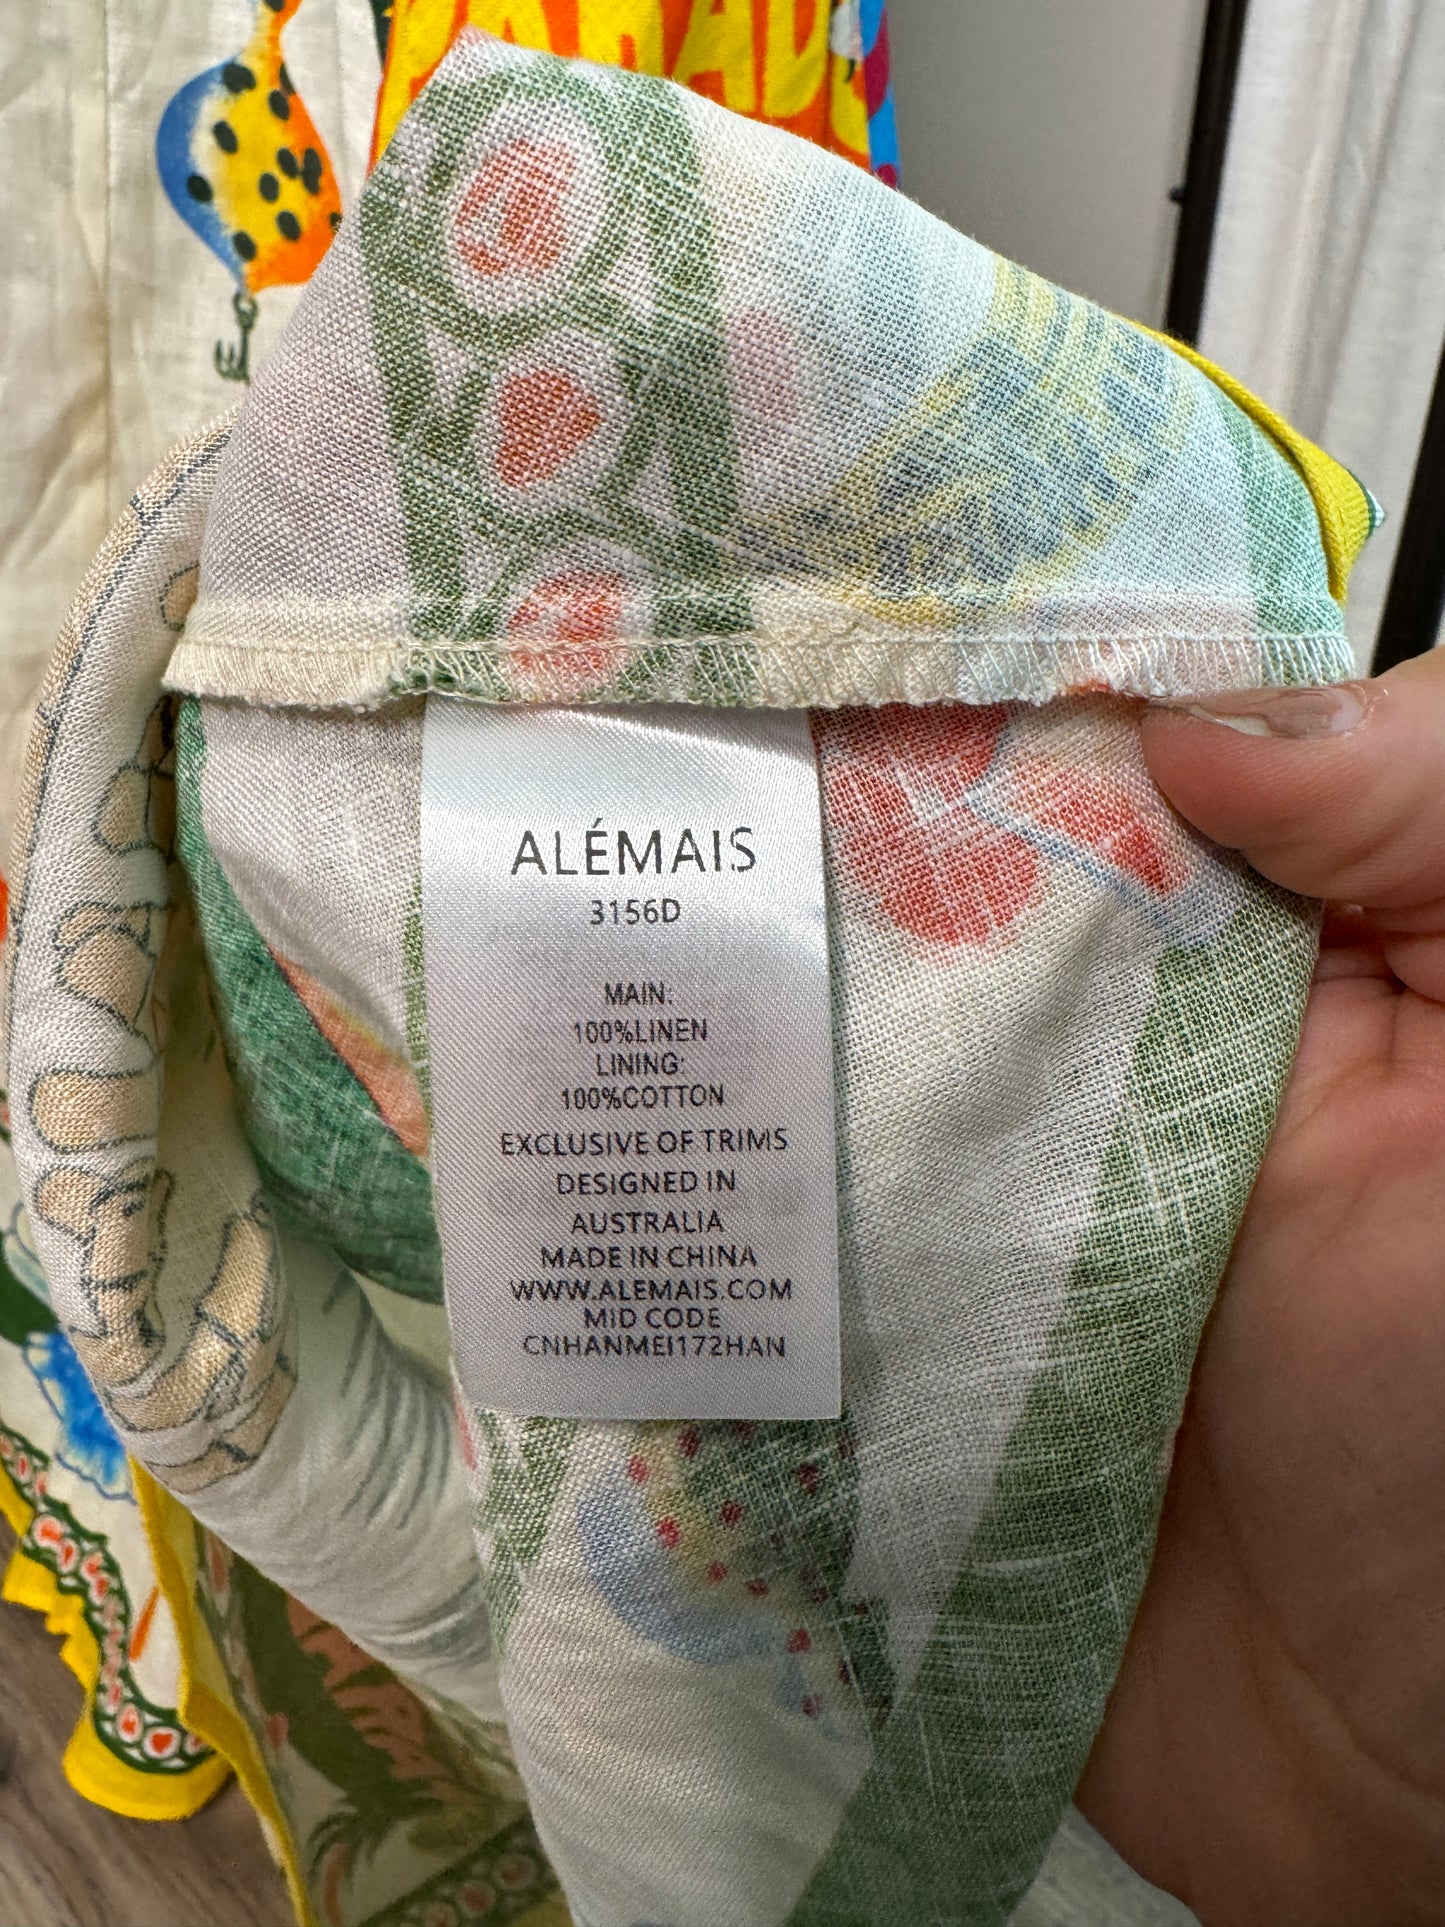 ALÉMAIS
3156D
MAIN:
100%LINEN
LINING:
100%COTTON
EXCLUSIVE OF TRIMS
DESIGNED IN
AUSTRALIA
MADE IN CHINA
WWW.ALEMAIS.COM
MID CODE
CNHANMEI172HAN